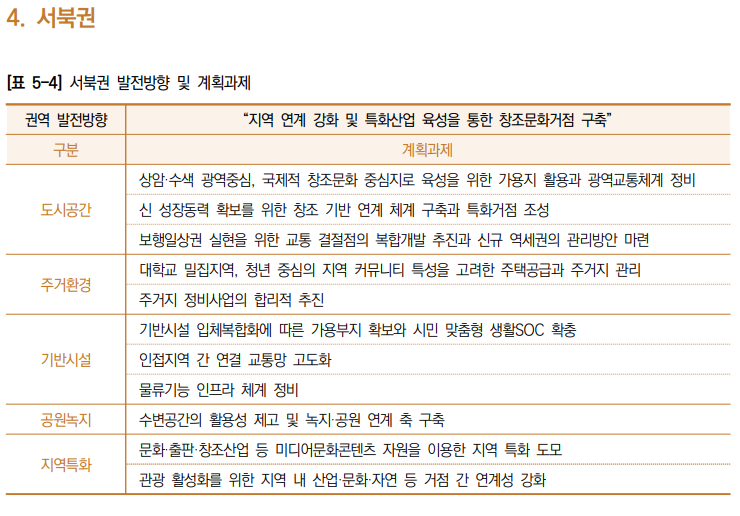 4. 서북권
[표 5-4] 서북권 발전방향 및 계획과제
권역 발전방향 “지역 연계 강화 및 특화산업 육성을 통한 창조문화거점 구축”
구분 계획과제
도시공간
상암·수색 광역중심, 국제적 창조문화 중심지로 육성을 위한 가용지 활용과 광역교통체계 정비
신 성장동력 확보를 위한 창조 기반 연계 체계 구축과 특화거점 조성
보행일상권 실현을 위한 교통 결절점의 복합개발 추진과 신규 역세권의 관리방안 마련
주거환경
대학교 밀집지역, 청년 중심의 지역 커뮤니티 특성을 고려한 주택공급과 주거지 관리
주거지 정비사업의 합리적 추진
기반시설
기반시설 입체복합화에 따른 가용부지 확보와 시민 맞춤형 생활SOC 확충
인접지역 간 연결 교통망 고도화
물류기능 인프라 체계 정비
공원녹지
수변공간의 활용성 제고 및 녹지·공원 연계 축 구축
지역특화
문화·출판·창조산업 등 미디어문화콘텐츠 자원을 이용한 지역 특화 도모
관광 활성화를 위한 지역 내 산업·문화·자연 등 거점 간 연계성 강화